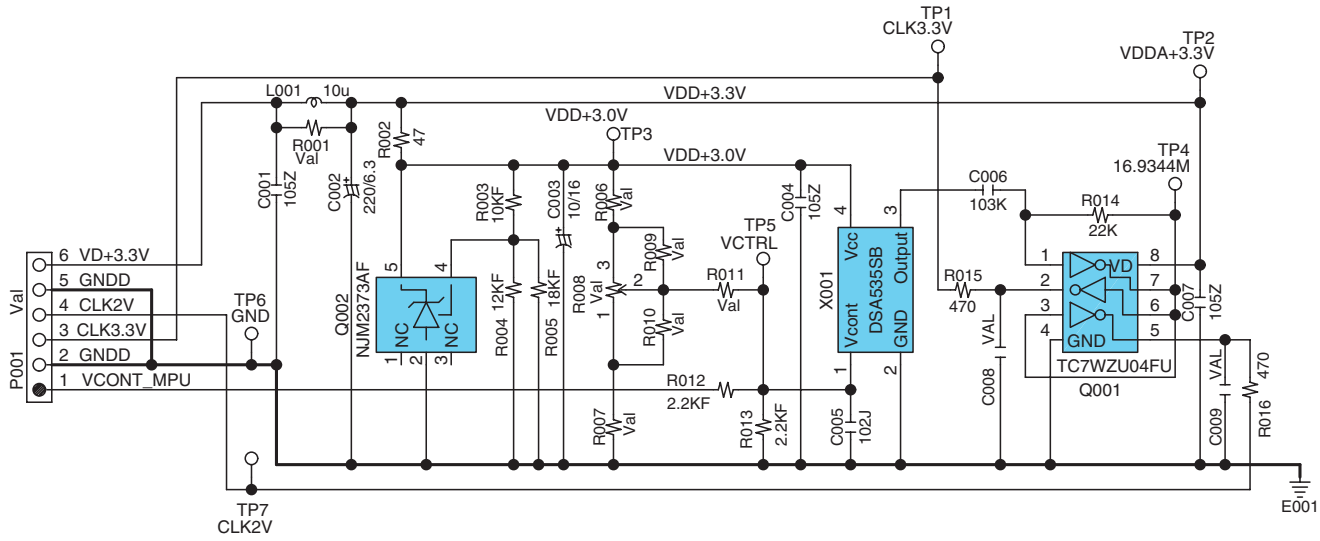 TP1
CLK3.3V
TP2
VDDA+3.3V
L001 10u
VDD+3.3V
R001
Val
R002
47
VDD+3.0V
TP3
VDD+3.0V
TP4
16.9344M
C001
105Z
C002
+
220/6.3
R003
10KF
C003
10/16
+
R006
Val
C004
105Z
C006
103K
R014
22K
TP5
VCTRL
R009
Val
R011
Val
R010
Val
R008
Val
3
2
1
4
3
Vcc
Output
X001
DSA535SB
Vcont
GND
1
2
R015
470
1
2
3
4
VD
GND
8
7
6
5
TC7WZU04FU
Q001
C007
105Z
P001
Val
6 VD+3.3V
5 GNDD
4 CLK2V
3 CLK3.3V
2 GNDD
1 VCONT_MPU
TP6
GND
Q002
NJM2373AF
5
4
NC
NC
1
2
3
R004
12KF
R005
18KF
R012
2.2KF
R007
Val
R013
2.2KF
C005
102J
C008
VAL
C009
VAL
R016
470
TP7
CLK2V
E001